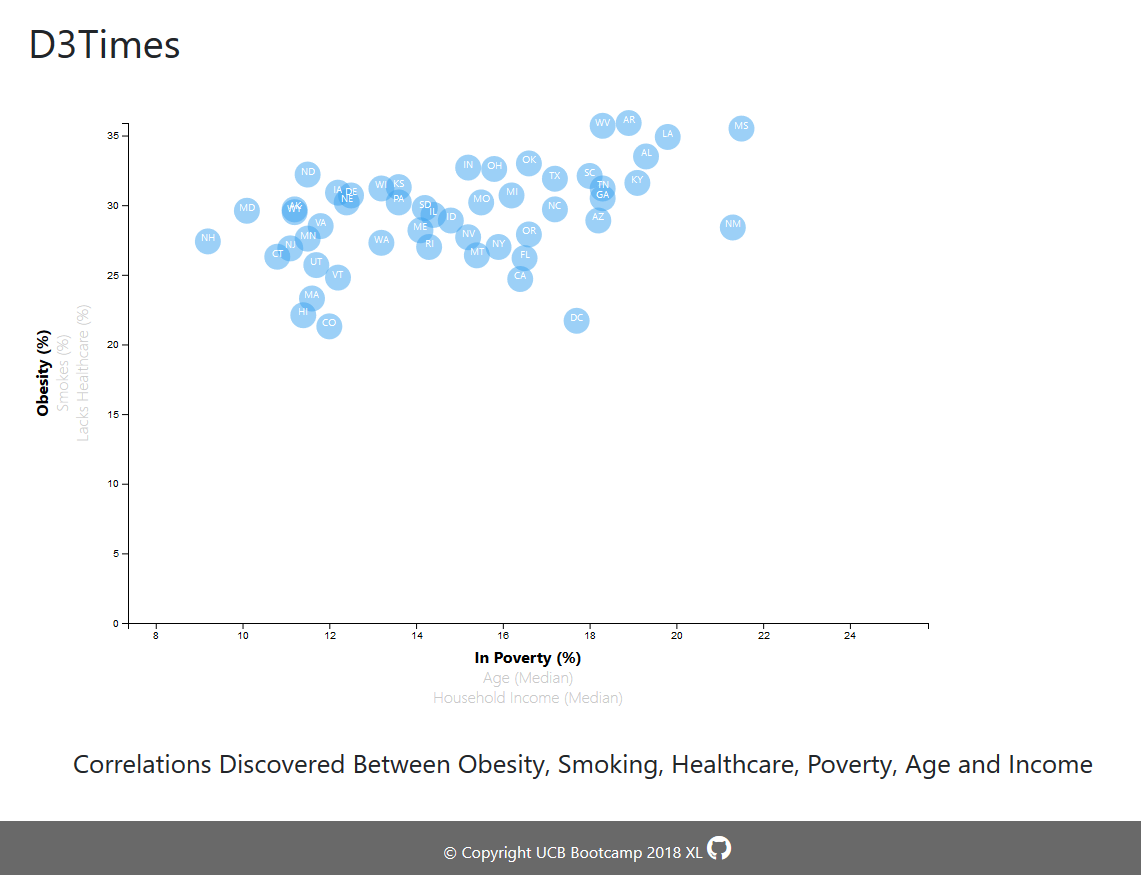 D3Times
WV AR LA MS
AL
IN OH OK
ND TX SC KY
WI KS TN
IA DE GA
NE PA MO MI
MD AK WY SD IL ID NC AZ NM
VA ME
NH MN WA RI NV OR
CT NJ MT NY FL
UT VT CA
MA
HI CO DC
35
30
25
20
15
10
5
0
Obesity (%)
Smokes (%)
Lacks Healthcare (%)
8 10 12 14 16 18 20 22 24
In Poverty (%)
Age (Median)
Household Income (Median)
Correlations Discovered Between Obesity, Smoking, Healthcare, Poverty, Age and Income
© Copyright UCB Bootcamp 2018 XL